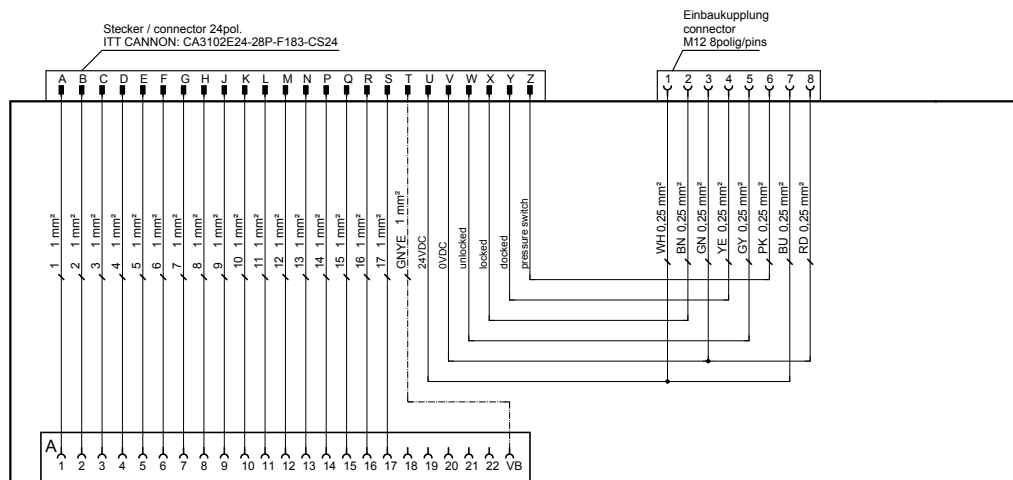 Stecker / connector 24pol.
ITT CANNON: CA3102E24-28P-F183-CS24
Einbaukupplung
connector
M12 8polig/pins
A B C D E F G H J K L M N P Q R S T U V W X Y Z
1 2 3 4 5 6 7 8
1 1 mm²
2 1 mm²
3 1 mm²
4 1 mm²
5 1 mm²
6 1 mm²
7 1 mm²
8 1 mm²
9 1 mm²
10 1 mm²
11 1 mm²
12 1 mm²
13 1 mm²
14 1 mm²
15 1 mm²
16 1 mm²
17 1 mm²
GNYE 1 mm²
24VDC
0VDC
unlocked
locked
docked
pressure switch
WH 0,25 mm²
BN 0,25 mm²
GN 0,25 mm²
YE 0,25 mm²
GY 0,25 mm²
PK 0,25 mm²
BU 0,25 mm²
RD 0,25 mm²
A
1 2 3 4 5 6 7 8 9 10 11 12 13 14 15 16 17 18 19 20 21 22 VB